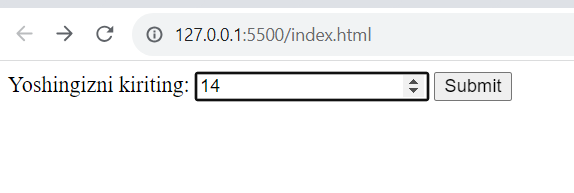 127.0.0.1:5500/index.html
Yoshingizni kiriting: 14 Submit